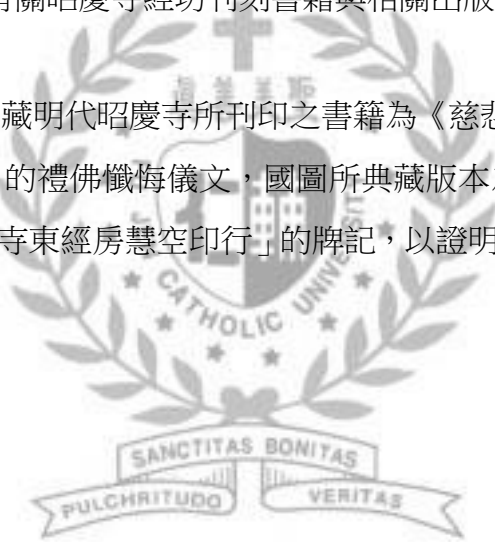 有關昭慶寺經坊刊刻書籍與相關出版
真美善聖
藏明代昭慶寺所刊印之書籍為《慈悲
的禮佛懺悔儀文,國圖所典藏版本
寺東經房慧空印行」的牌記,以證明
CATHOLIC UNIVERSIT
SANCTITAS BONITAS
PULCHRITUDO VERITAS